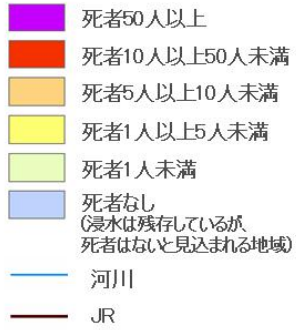 死者50人以上
死者10人以上50人未満
死者5人以上10人未満
死者1人以上5人未満
死者1人未満
死者なし
(浸水は残存しているが、
死者はないと見込まれる地域)
河川
JR